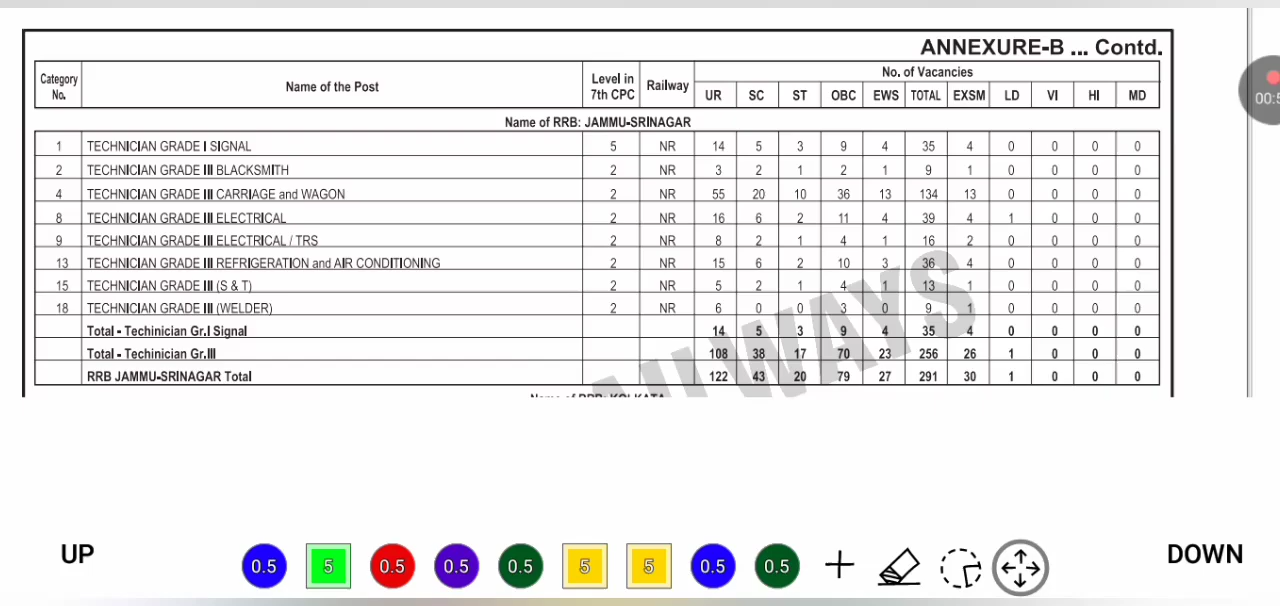 ANNEXURE-B ... Contd.
Category No. Name of the Post Level in 7th CPC Railway No. of Vacancies
UR SC ST OBC EWS TOTAL EXSM LD VI HI MD
Name of RRB: JAMMU-SRINAGAR
1 TECHNICIAN GRADE I SIGNAL 5 NR 14 5 3 9 4 35 4 0 0 0 0
2 TECHNICIAN GRADE III BLACKSMITH 2 NR 3 2 1 2 1 9 1 0 0 0 0
4 TECHNICIAN GRADE III CARRIAGE and WAGON 2 NR 55 20 10 36 13 134 13 0 0 0 0
8 TECHNICIAN GRADE III ELECTRICAL 2 NR 16 6 2 11 4 39 4 1 0 0 0
9 TECHNICIAN GRADE III ELECTRICAL / TRS 2 NR 8 2 1 4 1 16 2 0 0 0 0
13 TECHNICIAN GRADE III REFRIGERATION and AIR CONDITIONING 2 NR 15 6 2 10 3 36 4 0 0 0 0
15 TECHNICIAN GRADE III (S & T) 2 NR 5 2 1 4 1 13 1 0 0 0 0
18 TECHNICIAN GRADE III (WELDER) 2 NR 6 0 0 3 0 9 1 0 0 0 0
Total - Techinician Gr.I Signal 14 5 3 9 4 35 4 0 0 0 0
Total - Techinician Gr.III 108 38 17 70 23 256 26 1 0 0 0
RRB JAMMU-SRINAGAR Total 122 43 20 79 27 291 30 1 0 0 0
Name of RRB: KOLKATA
UP 0.5 5 0.5 0.5 0.5 5 5 0.5 0.5 DOWN